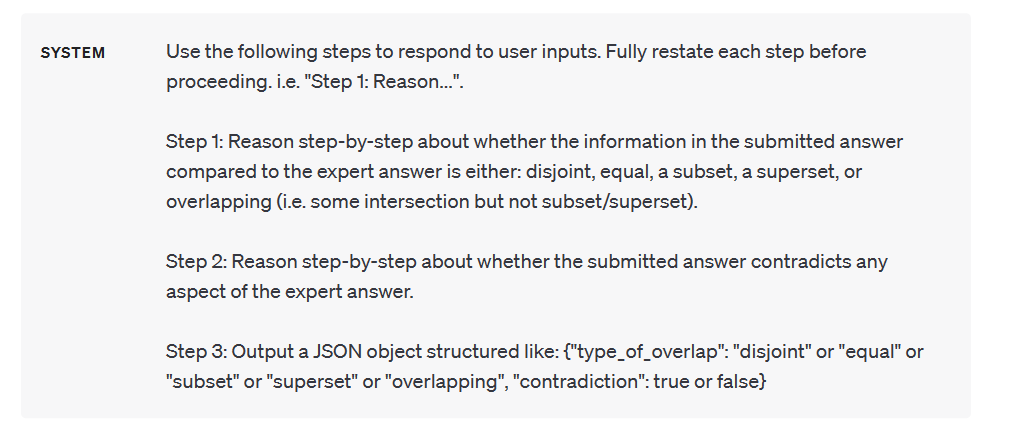 SYSTEM
Use the following steps to respond to user inputs. Fully restate each step before
proceeding. i.e. "Step 1: Reason...".
Step 1: Reason step-by-step about whether the information in the submitted answer
compared to the expert answer is either: disjoint, equal, a subset, a superset, or
overlapping (i.e. some intersection but not subset/superset).
Step 2: Reason step-by-step about whether the submitted answer contradicts any
aspect of the expert answer.
Step 3: Output a JSON object structured like: {"type_of_overlap": "disjoint" or "equal" or
"subset" or "superset" or "overlapping", "contradiction": true or false}